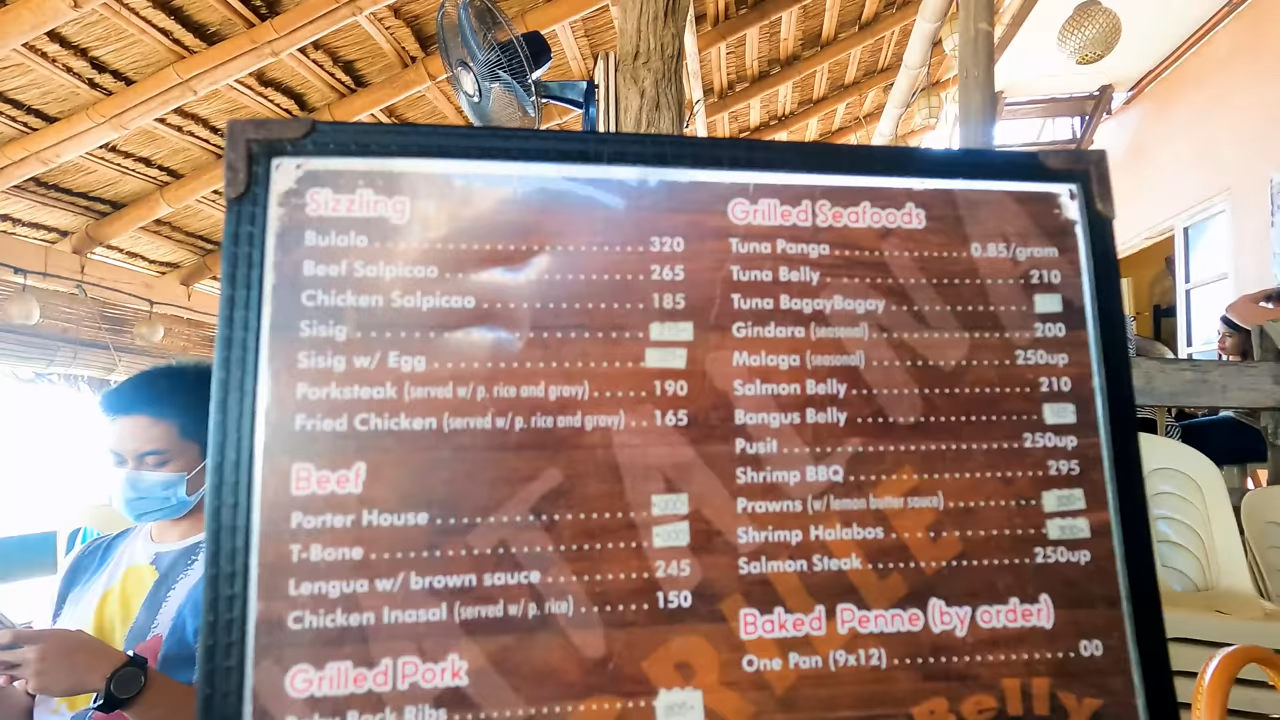 Sizzling
Bulalo 320
Beef Salpicao 265
Chicken Salpicao 185
Sisig
Sisig w/ Egg
Porksteak (served w/ p. rice and gravy) 190
Fried Chicken (served w/ p. rice and gravy) 165
Beef
Porter House
T-Bone
Lengua w/ brown sauce 245
Chicken Inasal (served w/ p. rice) 150
Grilled Pork
Baby Back Ribs
Grilled Seafoods
Tuna Panga 0.85/gram
Tuna Belly 210
Tuna BagayBagay
Gindara (seasonal) 200
Malaga (seasonal) 250up
Salmon Belly 210
Bangus Belly
Pusit 250up
Shrimp BBQ 295
Prawns (w/ lemon butter sauce)
Shrimp Halabos
Salmon Steak 250up
Baked Penne (by order)
One Pan (9x12) 00
Belly